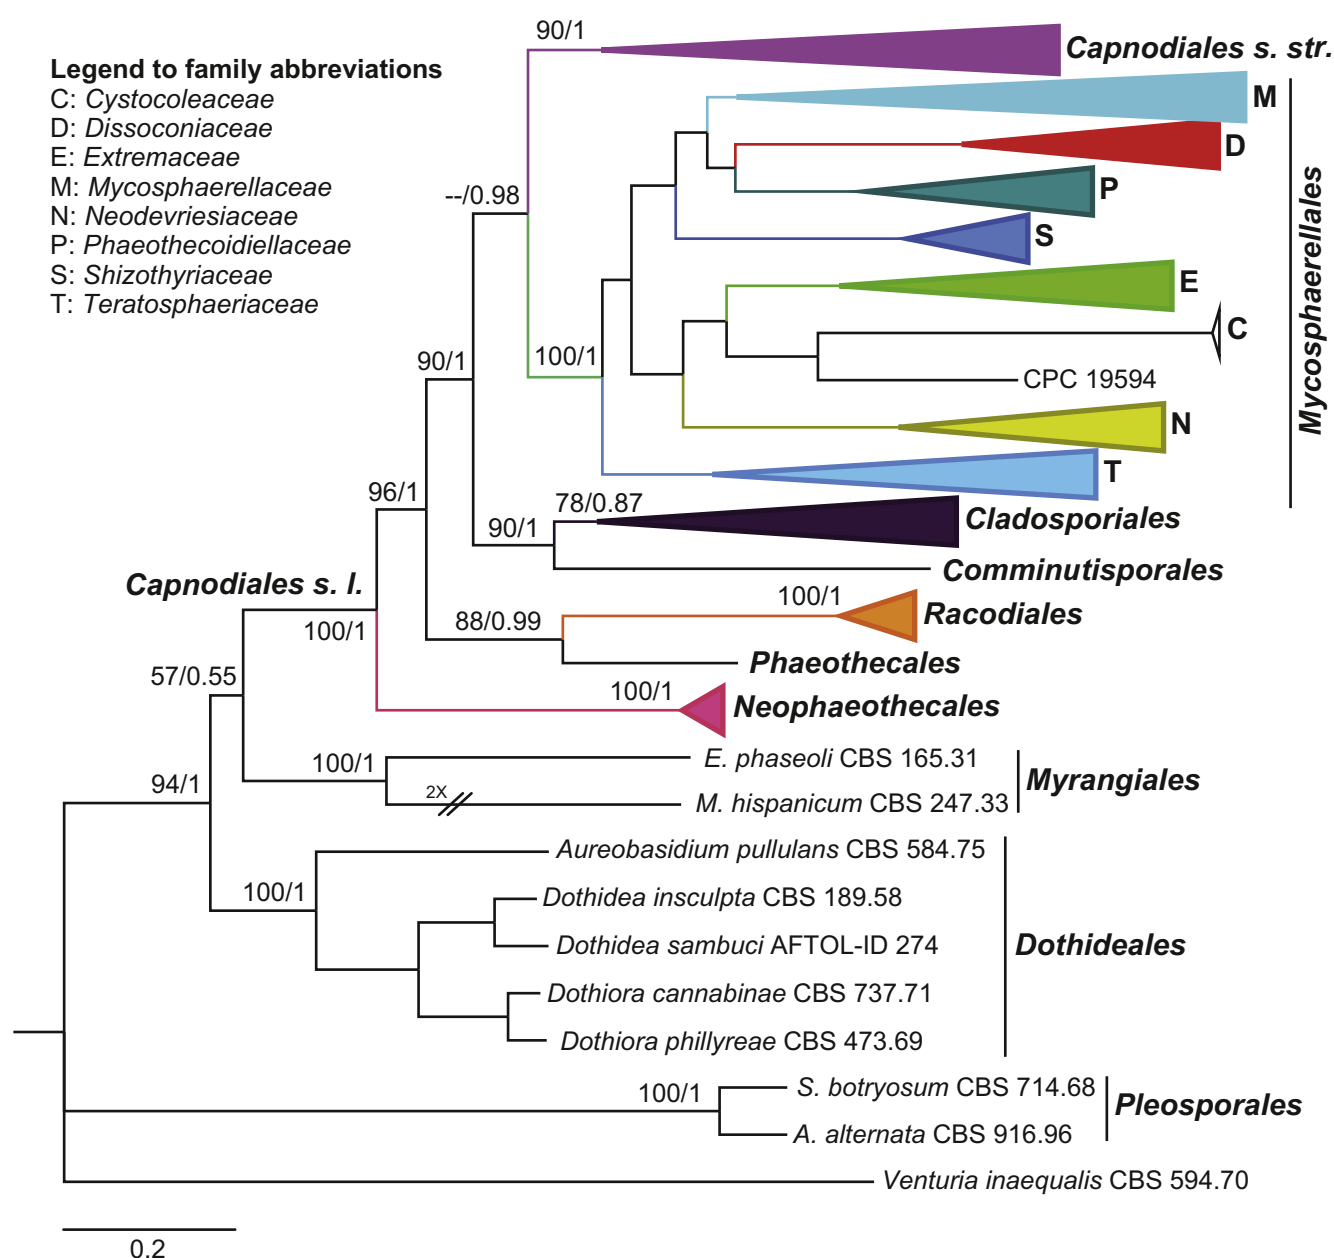 Legend to family abbreviations
C: Cystocoleaceae
D: Dissoconiaceae
E: Extremaceae
M: Mycosphaerellaceae
N: Neodevriesiaceae
P: Phaeothecoidiellaceae
S: Shizothyriaceae
T: Teratosphaeriaceae
90/1
Capnodiales s. str.
M
D
P
S
E
C
CPC 19594
N
T
Mycosphaerellales
--/0.98
100/1
90/1
96/1
78/0.87
Cladosporiales
90/1
Comminutisporales
Capnodiales s. l.
100/1
100/1
Racodiales
88/0.99
Phaeothecales
57/0.55
100/1
Neophaeothecales
100/1
E. phaseoli CBS 165.31
2X
M. hispanicum CBS 247.33
Myrangiales
94/1
Aureobasidium pullulans CBS 584.75
100/1
Dothidea insculpta CBS 189.58
Dothidea sambuci AFTOL-ID 274
Dothideales
Dothiora cannabinae CBS 737.71
Dothiora phillyreae CBS 473.69
100/1
S. botryosum CBS 714.68
Pleosporales
A. alternata CBS 916.96
Venturia inaequalis CBS 594.70
0.2